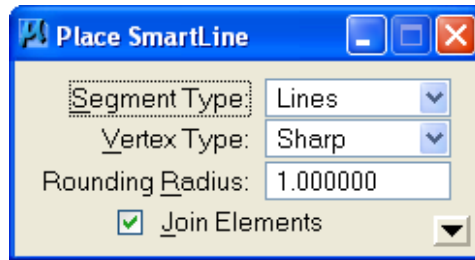 Place SmartLine
Segment Type: Lines
Vertex Type: Sharp
Rounding Radius: 1.000000
Join Elements